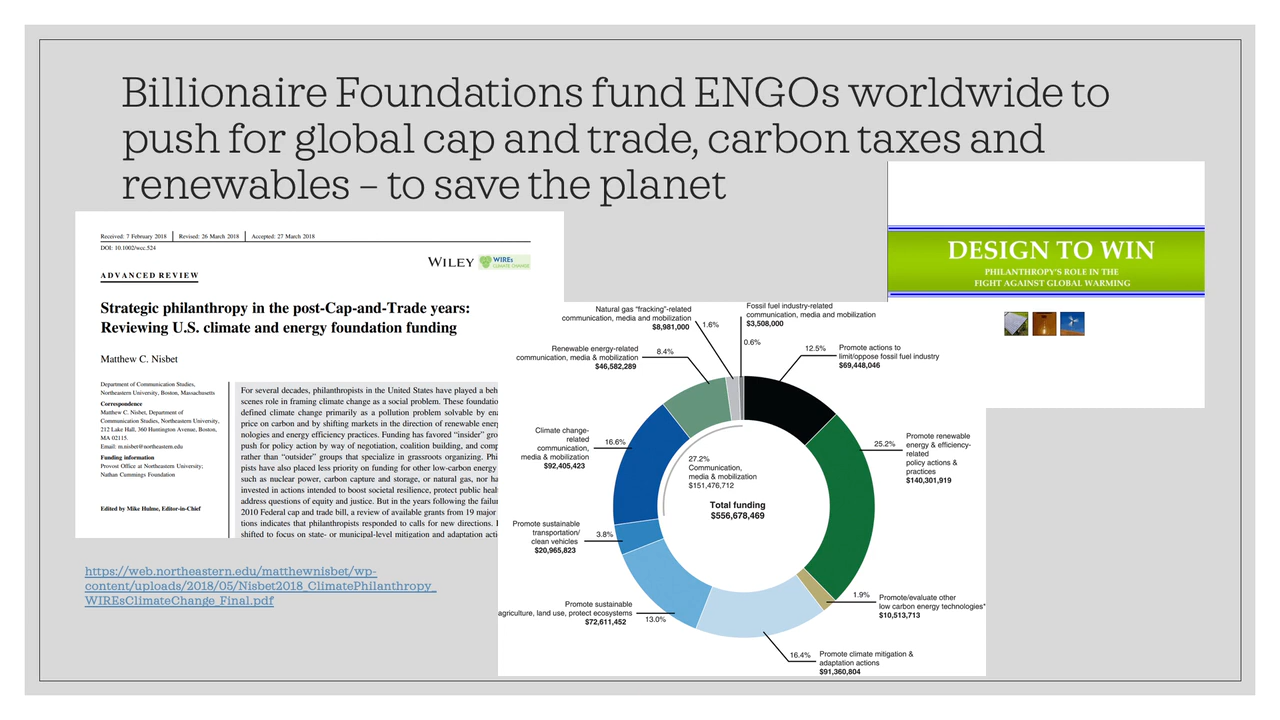 Billionaire Foundations fund ENGOs worldwide to
push for global cap and trade, carbon taxes and
renewables – to save the planet
Received: 7 February 2018 | Revised: 26 March 2018 | Accepted: 27 March 2018
DOI: 10.1002/wcc.524
WILEY WIREs
CLIMATE CHANGE
ADVANCED REVIEW
Strategic philanthropy in the post-Cap-and-Trade years:
Reviewing U.S. climate and energy foundation funding
Matthew C. Nisbet
Department of Communication Studies,
Northeastern University, Boston, Massachusetts
Correspondence
Matthew C. Nisbet, Department of
Communication Studies, Northeastern University,
212 Lake Hall, 360 Huntington Avenue, Boston,
MA 02115.
Email: m.nisbet@northeastern.edu
Funding information
Provost Office at Northeastern University;
Nathan Cummings Foundation
Edited by Mike Hulme, Editor-in-Chief
For several decades, philanthropists in the United States have played a beh
scenes role in framing climate change as a social problem. These foundatio
defined climate change primarily as a pollution problem solvable by ena
price on carbon and by shifting markets in the direction of renewable energ
nologies and energy efficiency practices. Funding has favored “insider” gro
push for policy action by way of negotiation, coalition building, and comp
rather than “outsider” groups that specialize in grassroots organizing. Phi
pists have also placed less priority on funding for other low-carbon energy
such as nuclear power, carbon capture and storage, or natural gas, nor ha
invested in actions intended to boost societal resilience, protect public healt
address questions of equity and justice. But in the years following the failur
2010 Federal cap and trade bill, a review of available grants from 19 major
tions indicates that philanthropists responded to calls for new directions.
shifted to focus on state- or municipal-level mitigation and adaptation acti
https://web.northeastern.edu/matthewnisbet/wp-
content/uploads/2018/05/Nisbet2018_ClimatePhilanthropy_
WIREsClimateChange_Final.pdf
DESIGN TO WIN
PHILANTHROPY'S ROLE IN THE
FIGHT AGAINST GLOBAL WARMING
Natural gas “fracking”-related
communication, media and mobilization
$8,981,000
1.6%
Fossil fuel industry-related
communication, media and mobilization
$3,508,000
0.6%
Renewable energy-related
communication, media & mobilization
$46,582,289
8.4%
12.5%
Promote actions to
limit/oppose fossil fuel industry
$69,448,046
Climate change-
related
communication,
media & mobilization
$92,405,423
16.6%
27.2%
Communication,
media & mobilization
$151,476,712
Total funding
$556,678,469
25.2%
Promote renewable
energy & efficiency-
related
policy actions &
practices
$140,301,919
Promote sustainable
transportation/
clean vehicles
$20,965,823
3.8%
1.9%
Promote/evaluate other
low carbon energy technologies*
$10,513,713
Promote sustainable
agriculture, land use, protect ecosystems
$72,611,452
13.0%
16.4%
Promote climate mitigation &
adaptation actions
$91,360,804